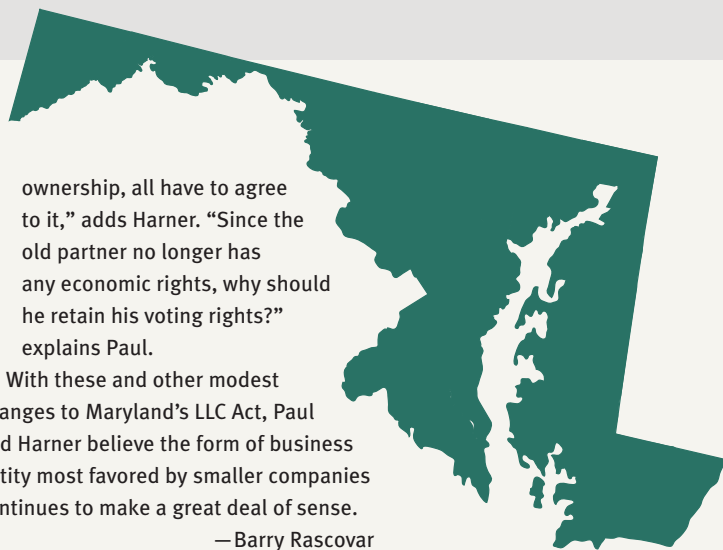 ownership, all have to agree
to it,” adds Harner. “Since the
old partner no longer has
any economic rights, why should
he retain his voting rights?”
explains Paul.
With these and other modest
anges to Maryland’s LLC Act, Paul
d Harner believe the form of business
tity most favored by smaller companies
ntinues to make a great deal of sense.
—Barry Rascovar